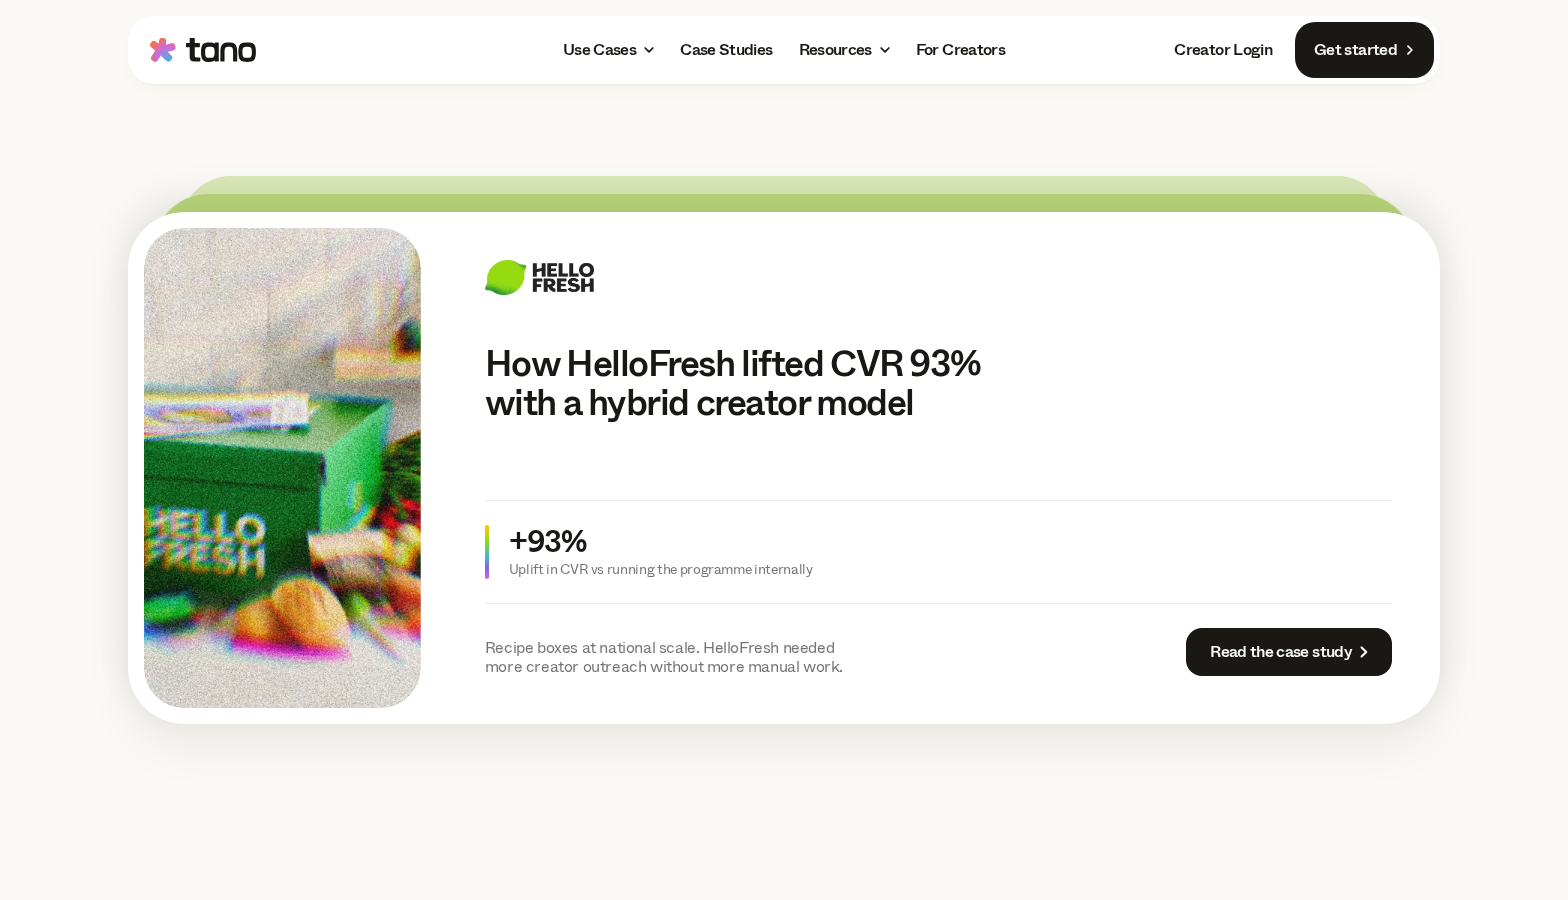 tano
Use Cases
Case Studies
Resources
For Creators
Creator Login
Get started
HELLO
FRESH
HELLO
FRESH
How HelloFresh lifted CVR 93%
with a hybrid creator model
+93%
Uplift in CVR vs running the programme internally
Recipe boxes at national scale. HelloFresh needed
more creator outreach without more manual work.
Read the case study